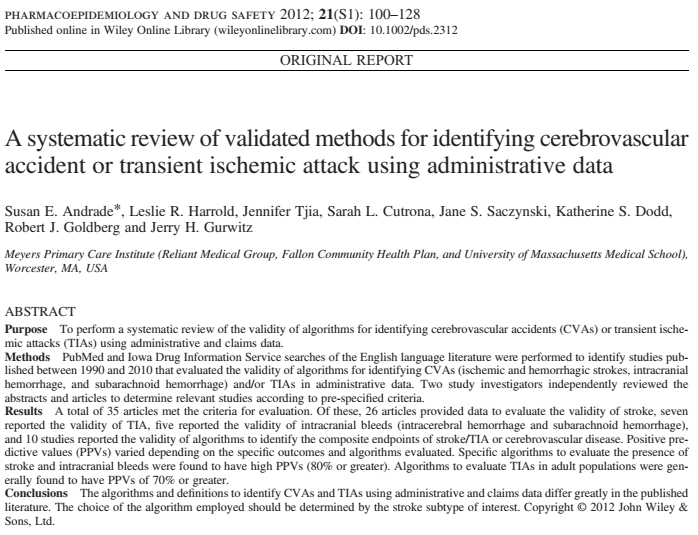 PHARMACOEPIDEMIOLOGY AND DRUG SAFETY 2012; 21(S1): 100–128
Published online in Wiley Online Library (wileyonlinelibrary.com) DOI: 10.1002/pds.2312
ORIGINAL REPORT
A systematic review of validated methods for identifying cerebrovascular
accident or transient ischemic attack using administrative data
Susan E. Andrade*, Leslie R. Harrold, Jennifer Tjia, Sarah L. Cutrona, Jane S. Saczynski, Katherine S. Dodd,
Robert J. Goldberg and Jerry H. Gurwitz
Meyers Primary Care Institute (Reliant Medical Group, Fallon Community Health Plan, and University of Massachusetts Medical School),
Worcester, MA, USA
ABSTRACT
Purpose To perform a systematic review of the validity of algorithms for identifying cerebrovascular accidents (CVAs) or transient ische-
mic attacks (TIAs) using administrative and claims data.
Methods PubMed and Iowa Drug Information Service searches of the English language literature were performed to identify studies pub-
lished between 1990 and 2010 that evaluated the validity of algorithms for identifying CVAs (ischemic and hemorrhagic strokes, intracranial
hemorrhage, and subarachnoid hemorrhage) and/or TIAs in administrative data. Two study investigators independently reviewed the
abstracts and articles to determine relevant studies according to pre-specified criteria.
Results A total of 35 articles met the criteria for evaluation. Of these, 26 articles provided data to evaluate the validity of stroke, seven
reported the validity of TIA, five reported the validity of intracranial bleeds (intracerebral hemorrhage and subarachnoid hemorrhage),
and 10 studies reported the validity of algorithms to identify the composite endpoints of stroke/TIA or cerebrovascular disease. Positive pre-
dictive values (PPVs) varied depending on the specific outcomes and algorithms evaluated. Specific algorithms to evaluate the presence of
stroke and intracranial bleeds were found to have high PPVs (80% or greater). Algorithms to evaluate TIAs in adult populations were gen-
erally found to have PPVs of 70% or greater.
Conclusions The algorithms and definitions to identify CVAs and TIAs using administrative and claims data differ greatly in the published
literature. The choice of the algorithm employed should be determined by the stroke subtype of interest. Copyright © 2012 John Wiley &
Sons, Ltd.